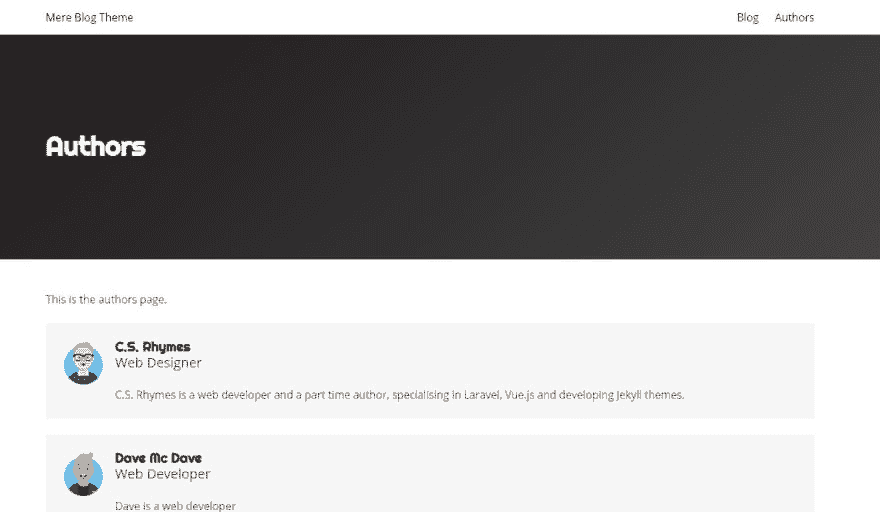 Mere Blog Theme
Blog Authors
Authors
This is the authors page.
C.S. Rhymes
Web Designer
C.S. Rhymes is a web developer and a part time author, specialising in Laravel, Vue.js and developing Jekyll themes.
Dave Mc Dave
Web Developer
Dave is a web developer